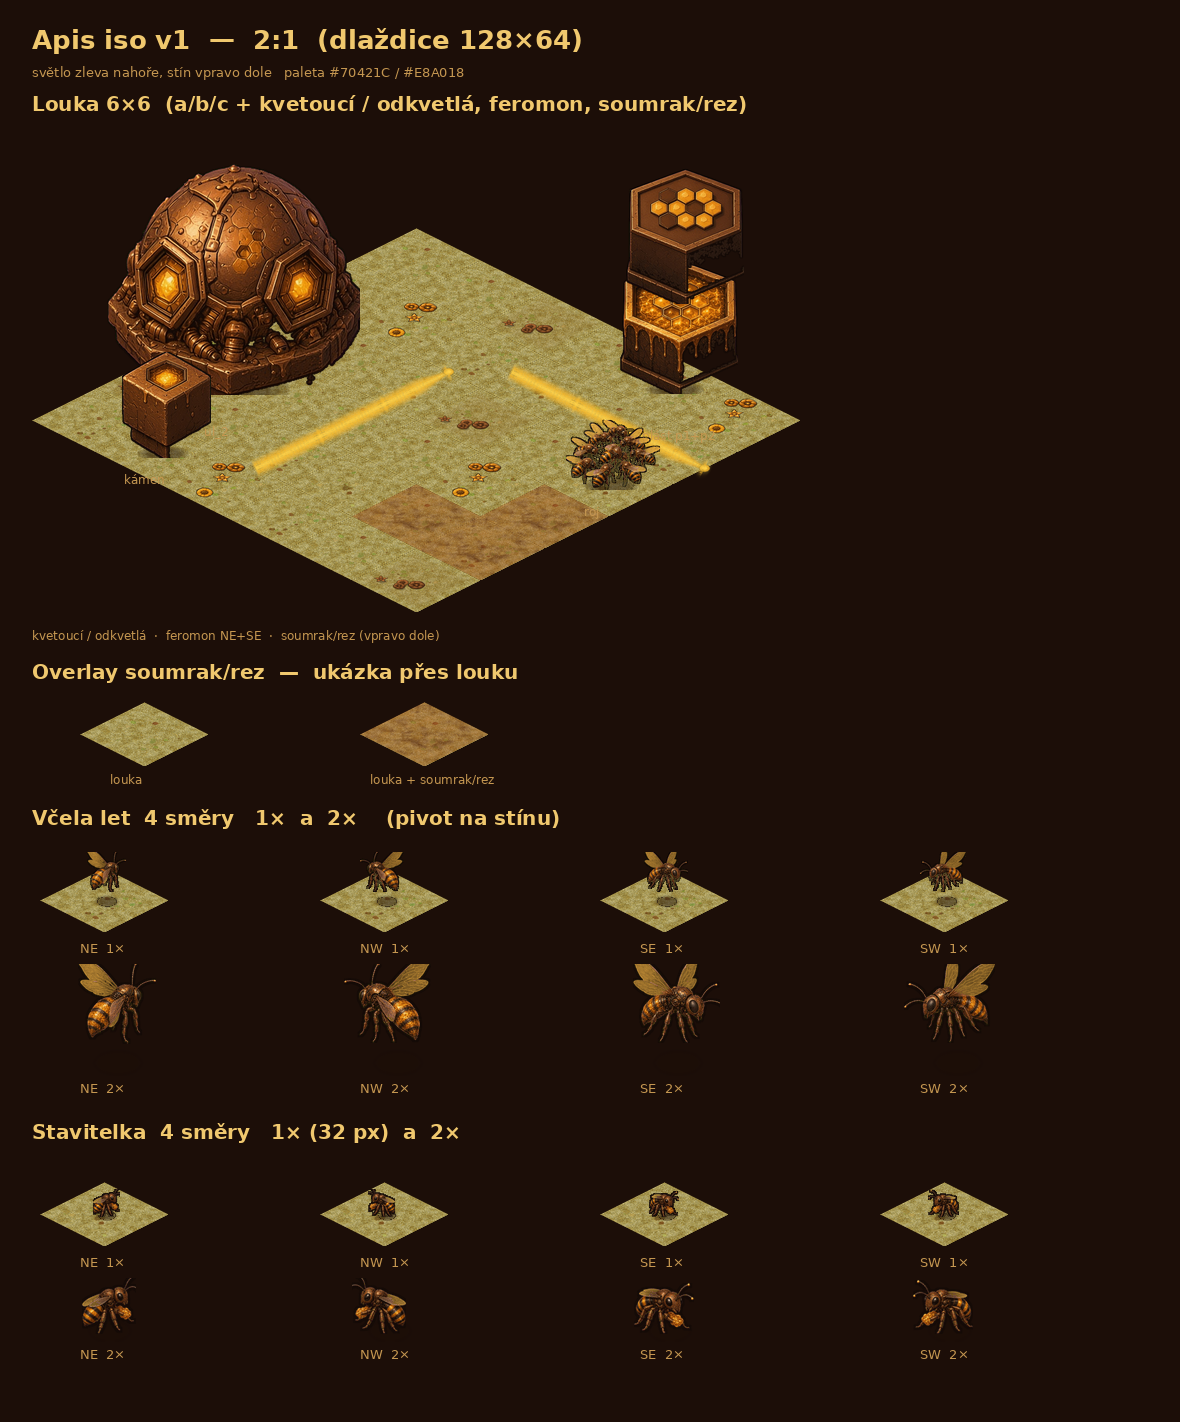 Apis iso v1 — 2:1 (dlaždice 128×64)
světlo zleva nahoře, stín vpravo dole paleta #70421C / #E8A018
Louka 6×6 (a/b/c + kvetoucí / odkvetlá, feromon, soumrak/rez)
kvetoucí / odkvetlá · feromon NE+SE · soumrak/rez (vpravo dole)
Overlay soumrak/rez — ukázka přes louku
louka
louka + soumrak/rez
Včela let 4 směry 1× a 2× (pivot na stínu)
NE 1×
NW 1×
SE 1×
SW 1×
NE 2×
NW 2×
SE 2×
SW 2×
Stavitelka 4 směry 1× (32 px) a 2×
NE 1×
NW 1×
SE 1×
SW 1×
NE 2×
NW 2×
SE 2×
SW 2×